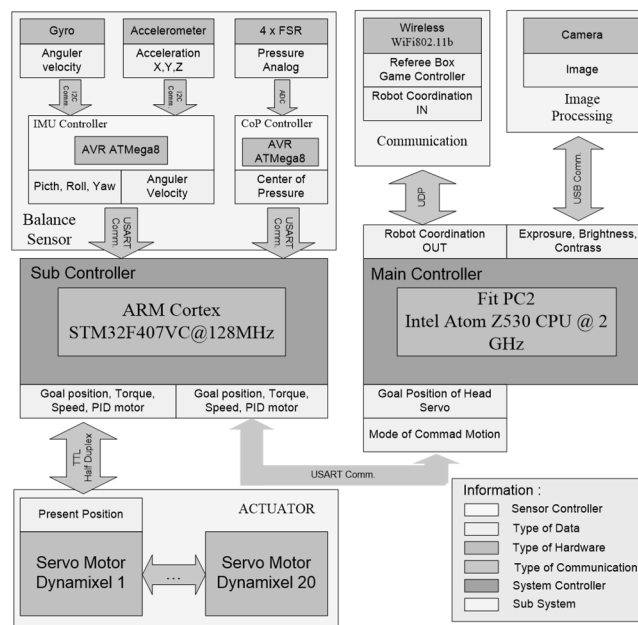 Gyro
Anguler
velocity
Accelerometer
Acceleration
X,Y,Z
4 x FSR
Pressure
Analog
I2C
Comm
I2C
Comm
ADC
IMU Controller
AVR ATMega8
Picth, Roll, Yaw
Anguler
Velocity
CoP Controller
AVR
ATMega8
Center of
Pressure
Balance
Sensor
USART
Comm.
USART
Comm.
Wireless
WiFi802.11b
Referee Box
Game Controller
Robot Coordination
IN
Communication
Camera
Image
Image
Processing
UDP
USB Comm.
Robot Coordination
OUT
Exprosure, Brightness,
Contrass
Sub Controller
ARM Cortex
STM32F407VC@128MHz
Goal position, Torque,
Speed, PID motor
Goal position, Torque,
Speed, PID motor
Main Controller
Fit PC2
Intel Atom Z530 CPU @ 2
GHz
Goal Position of Head
Servo
Mode of Commad Motion
TTL
Half Duplex
USART Comm.
Present Position
ACTUATOR
Servo Motor
Dynamixel 1
...
Servo Motor
Dynamixel 20
Information :
Sensor Controller
Type of Data
Type of Hardware
Type of Communication
System Controller
Sub System